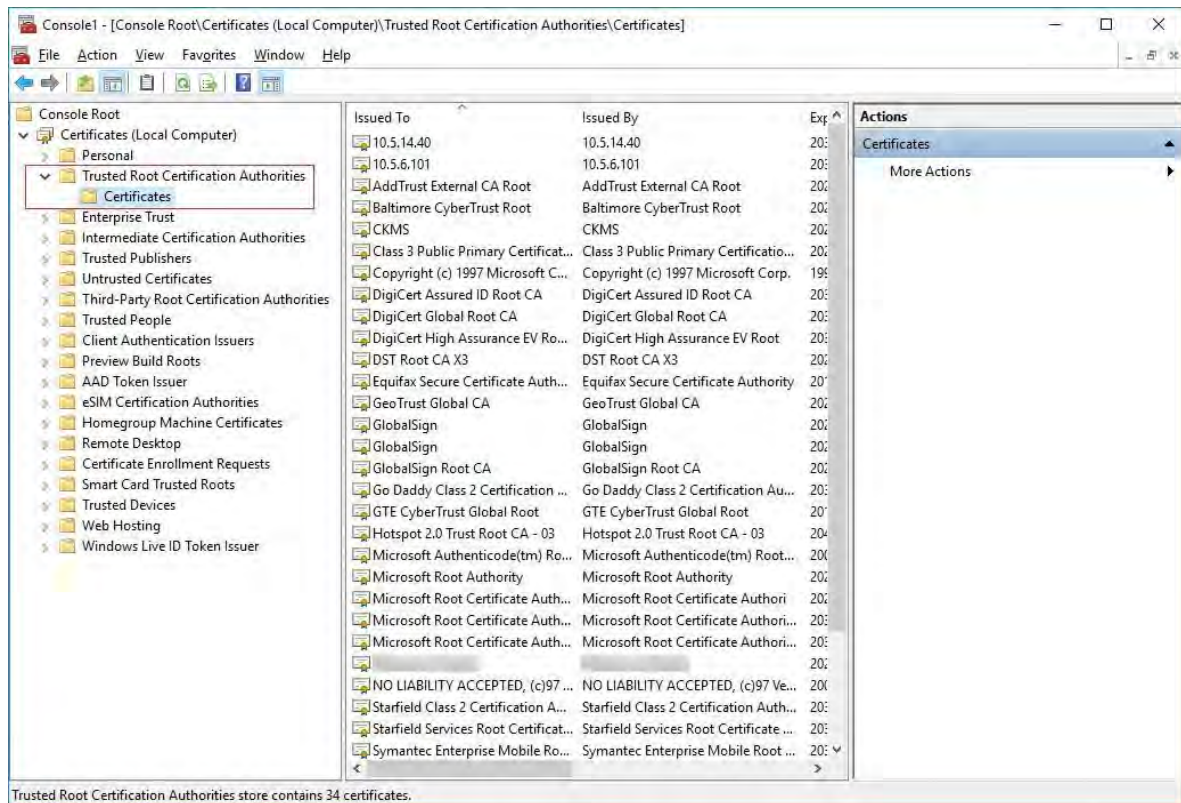 Console1 - [Console Root\Certificates (Local Computer)\Trusted Root Certification Authorities\Certificates]
File Action View Favorites Window Help
Console Root
Certificates (Local Computer)
Personal
Trusted Root Certification Authorities
Certificates
Enterprise Trust
Intermediate Certification Authorities
Trusted Publishers
Untrusted Certificates
Third-Party Root Certification Authorities
Trusted People
Client Authentication Issuers
Preview Build Roots
AAD Token Issuer
eSIM Certification Authorities
Homegroup Machine Certificates
Remote Desktop
Certificate Enrollment Requests
Smart Card Trusted Roots
Trusted Devices
Web Hosting
Windows Live ID Token Issuer
Issued To Issued By
10.5.14.40 10.5.14.40
10.5.6.101 10.5.6.101
AddTrust External CA Root AddTrust External CA Root
Baltimore CyberTrust Root Baltimore CyberTrust Root
CKMS CKMS
Class 3 Public Primary Certificat... Class 3 Public Primary Certificatio...
Copyright (c) 1997 Microsoft C... Copyright (c) 1997 Microsoft Corp.
DigiCert Assured ID Root CA DigiCert Assured ID Root CA
DigiCert Global Root CA DigiCert Global Root CA
DigiCert High Assurance EV Ro... DigiCert High Assurance EV Root
DST Root CA X3 DST Root CA X3
Equifax Secure Certificate Auth... Equifax Secure Certificate Authority
GeoTrust Global CA GeoTrust Global CA
GlobalSign GlobalSign
GlobalSign GlobalSign
GlobalSign Root CA GlobalSign Root CA
Go Daddy Class 2 Certification ... Go Daddy Class 2 Certification Au...
GTE CyberTrust Global Root GTE CyberTrust Global Root
Hotspot 2.0 Trust Root CA - 03 Hotspot 2.0 Trust Root CA - 03
Microsoft Authenticode(tm) Ro... Microsoft Authenticode(tm) Root...
Microsoft Root Authority Microsoft Root Authority
Microsoft Root Certificate Auth... Microsoft Root Certificate Authori
Microsoft Root Certificate Auth... Microsoft Root Certificate Authori...
Microsoft Root Certificate Auth... Microsoft Root Certificate Authori...
NO LIABILITY ACCEPTED, (c)97 ... NO LIABILITY ACCEPTED, (c)97 Ve...
Starfield Class 2 Certification A... Starfield Class 2 Certification Auth...
Starfield Services Root Certificat... Starfield Services Root Certificate ...
Symantec Enterprise Mobile Ro... Symantec Enterprise Mobile Root ...
Actions
Certificates
More Actions
Trusted Root Certification Authorities store contains 34 certificates.